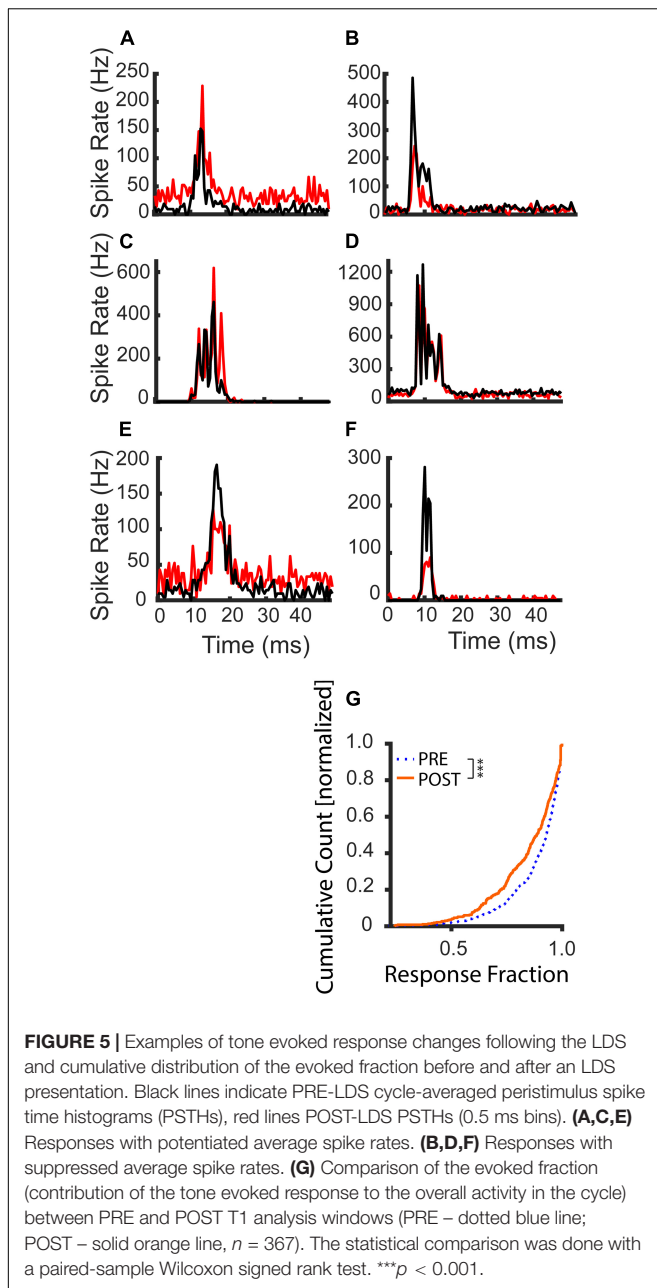 A
B
250
200
150
100
50
0
Spike Rate (Hz)
500
400
300
200
100
0
C
D
600
400
200
0
Spike Rate (Hz)
1200
900
600
300
0
E
F
200
150
100
50
0
Spike Rate (Hz)
300
200
100
0
0 10 20 30 40
0 10 20 30 40
Time (ms)
Time (ms)
G
Cumulative Count [normalized]
1.0
0.8
0.6
0.4
0.2
0
PRE
POST
***
0.5 1.0
Response Fraction
FIGURE 5 | Examples of tone evoked response changes following the LDS
and cumulative distribution of the evoked fraction before and after an LDS
presentation. Black lines indicate PRE-LDS cycle-averaged peristimulus spike
time histograms (PSTHs), red lines POST-LDS PSTHs (0.5 ms bins). (A,C,E)
Responses with potentiated average spike rates. (B,D,F) Responses with
suppressed average spike rates. (G) Comparison of the evoked fraction
(contribution of the tone evoked response to the overall activity in the cycle)
between PRE and POST T1 analysis windows (PRE – dotted blue line;
POST – solid orange line, n = 367). The statistical comparison was done with
a paired-sample Wilcoxon signed rank test. ***p < 0.001.